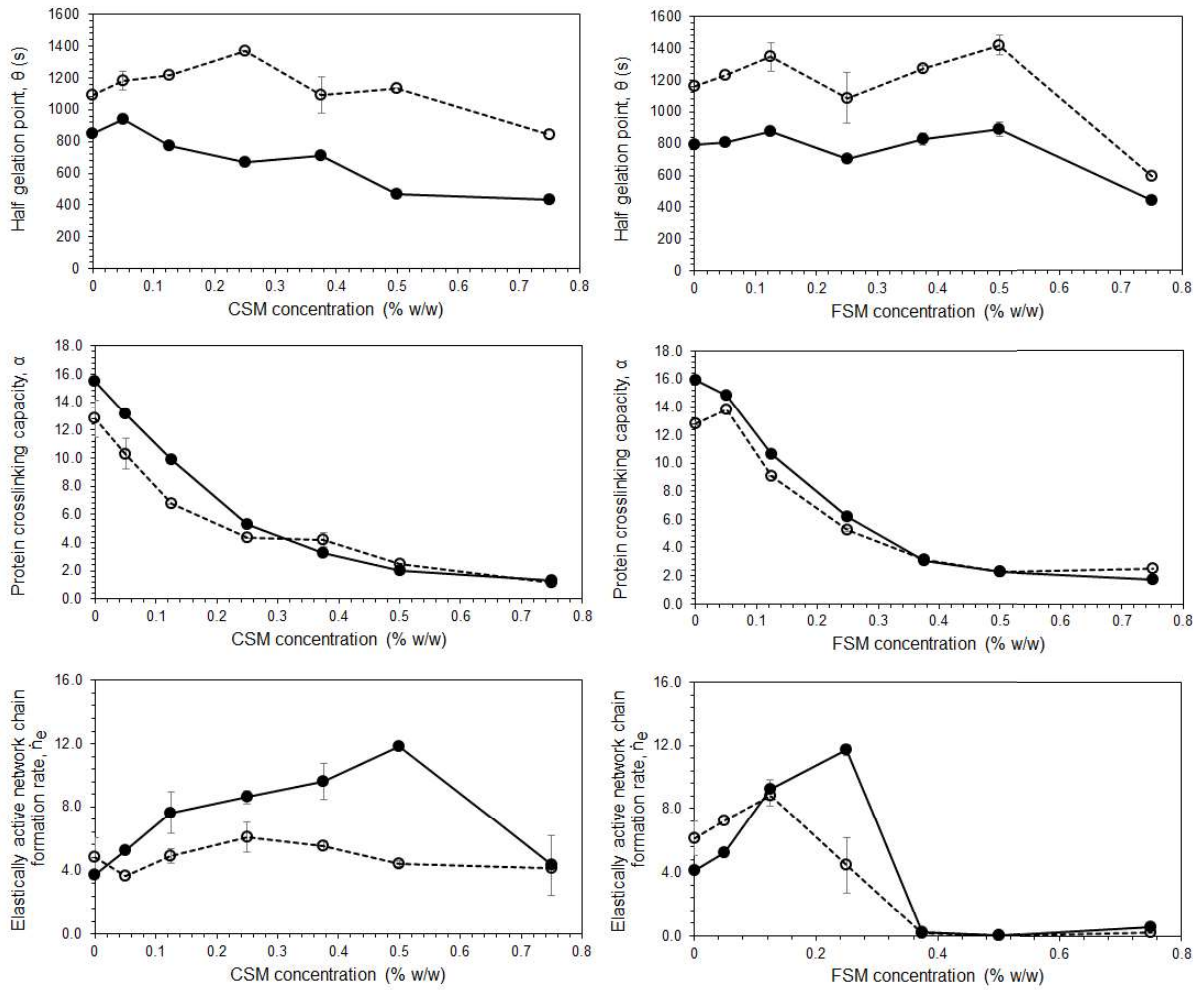 Half gelation point, θ (s)
1600
1400
1200
1000
800
600
400
200
0
0 0.1 0.2 0.3 0.4 0.5 0.6 0.7 0.8
CSM concentration (% w/w)
Half gelation point, θ (s)
1600
1400
1200
1000
800
600
400
200
0
0 0.1 0.2 0.3 0.4 0.5 0.6 0.7 0.8
FSM concentration (% w/w)
Protein crosslinking capacity, α
18.0
16.0
14.0
12.0
10.0
8.0
6.0
4.0
2.0
0.0
0 0.1 0.2 0.3 0.4 0.5 0.6 0.7 0.8
CSM concentration (% w/w)
Protein crosslinking capacity, α
18.0
16.0
14.0
12.0
10.0
8.0
6.0
4.0
2.0
0.0
0 0.1 0.2 0.3 0.4 0.5 0.6 0.7 0.8
FSM concentration (% w/w)
Elastically active network chain
formation rate, ṅe
16.0
12.0
8.0
4.0
0.0
0 0.1 0.2 0.3 0.4 0.5 0.6 0.7 0.8
CSM concentration (% w/w)
Elastically active network chain
formation rate, ṅe
16.0
12.0
8.0
4.0
0.0
0 0.2 0.4 0.6 0.8
FSM concentration (% w/w)